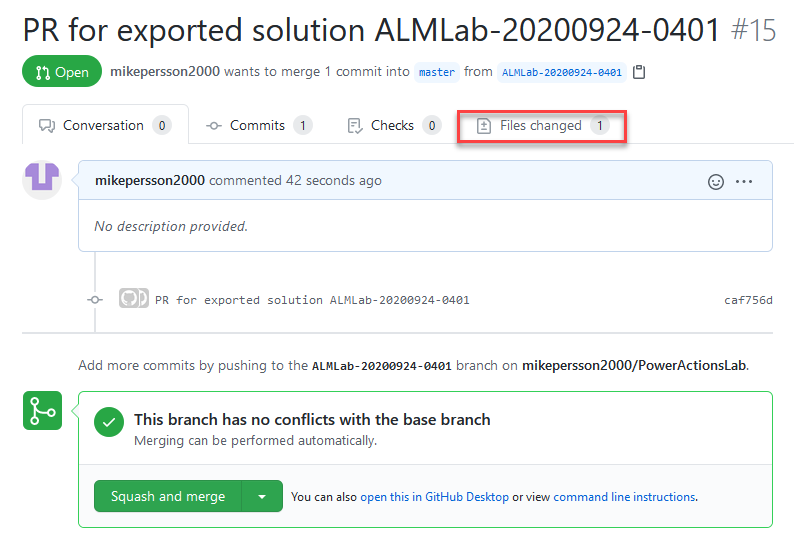 PR for exported solution ALMLab-20200924-0401 #15
Open mikepersson2000 wants to merge 1 commit into master from ALMLab-20200924-0401
Conversation 0 Commits 1 Checks 0 Files changed 1
mikepersson2000 commented 42 seconds ago
No description provided.
PR for exported solution ALMLab-20200924-0401 caf756d
Add more commits by pushing to the ALMLab-20200924-0401 branch on mikepersson2000/PowerActionsLab.
This branch has no conflicts with the base branch
Merging can be performed automatically.
Squash and merge You can also open this in GitHub Desktop or view command line instructions.